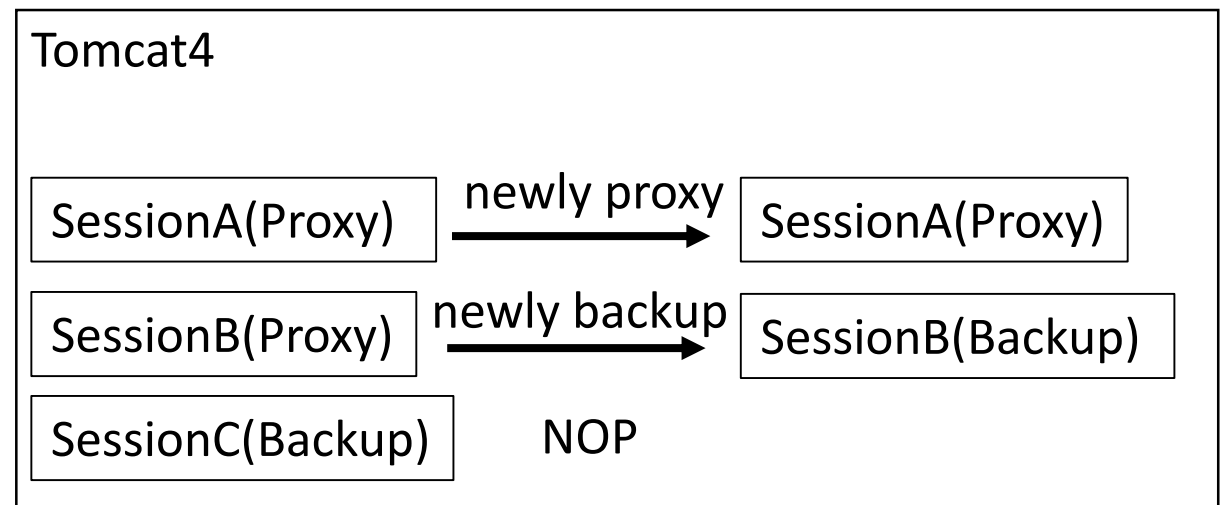 Tomcat4
SessionA(Proxy) newly proxy SessionA(Proxy)
SessionB(Proxy) newly backup SessionB(Backup)
SessionC(Backup) NOP